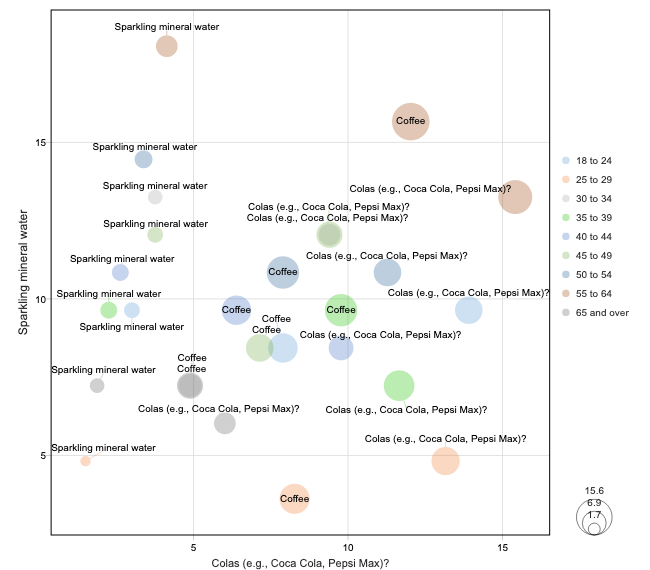 Sparkling mineral water
Coffee
15
Sparkling mineral water
18 to 24
25 to 29
Sparkling mineral water
Colas (e.g., Coca Cola, Pepsi Max)?
30 to 34
Colas (e.g., Coca Cola, Pepsi Max)?
35 to 39
Sparkling mineral water
Colas (e.g., Coca Cola, Pepsi Max)?
40 to 44
45 to 49
Sparkling mineral water
Colas (e.g., Coca Cola, Pepsi Max)?
Coffee
50 to 54
Sparkling mineral water
Colas (e.g., Coca Cola, Pepsi Max)?
55 to 64
10
Coffee
Coffee
65 and over
Sparkling mineral water
Coffee
Coffee
Colas (e.g., Coca Cola, Pepsi Max)?
Coffee
Coffee
Sparkling mineral water
Colas (e.g., Coca Cola, Pepsi Max)?
Colas (e.g., Coca Cola, Pepsi Max)?
Colas (e.g., Coca Cola, Pepsi Max)?
Sparkling mineral water
5
Coffee
15.6
6.9
1.7
5
10
15
Colas (e.g., Coca Cola, Pepsi Max)?
Sparkling mineral water